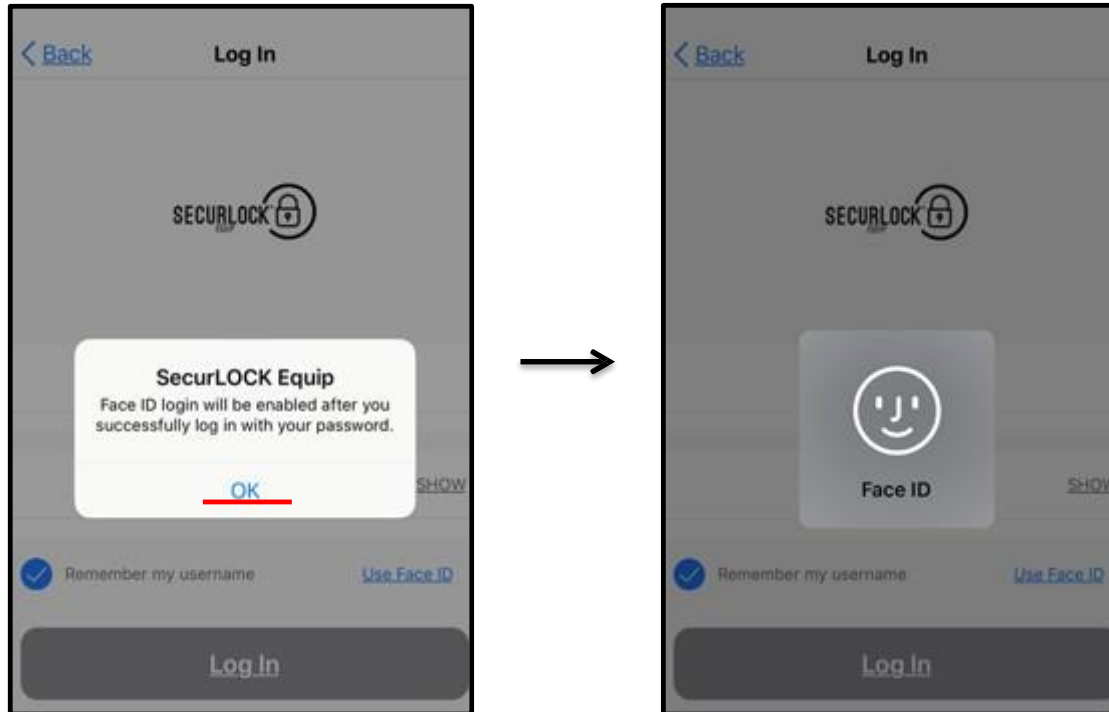 Back
Log In
SECURLOCK
EQUIP
SecurLOCK Equip
Face ID login will be enabled after you
successfully log in with your password.
OK
SHOW
Remember my username
Use Face ID
Log In
Back
Log In
SECURLOCK
EQUIP
Face ID
SHOW
Remember my username
Use Face ID
Log In